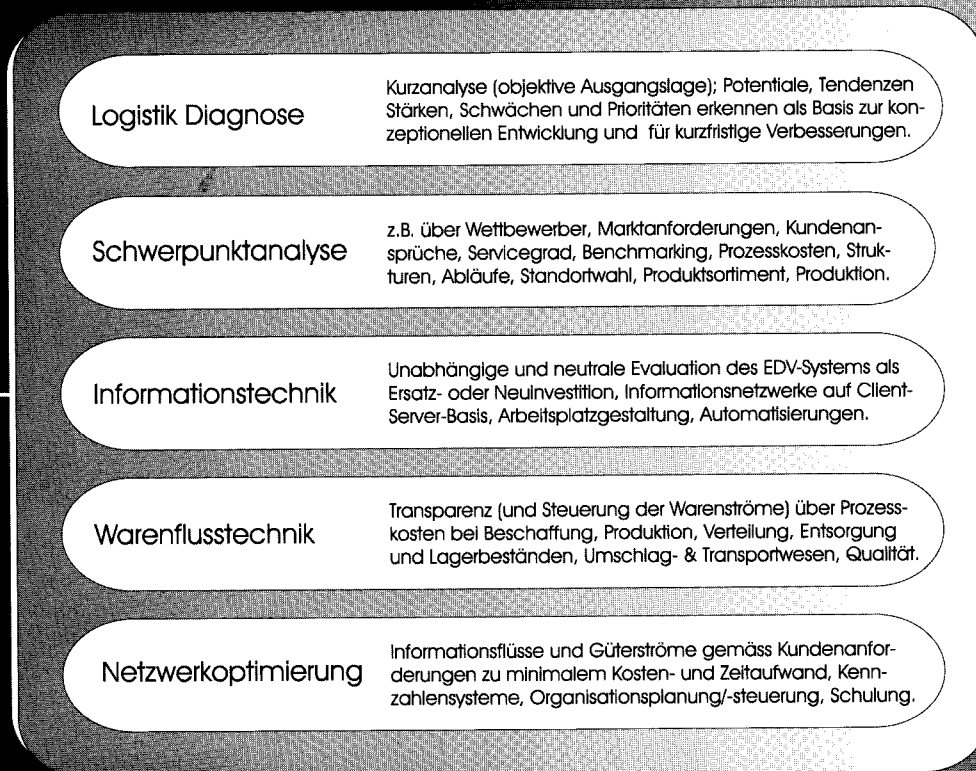 Logistik Diagnose
Kurzanalyse (objektive Ausgangslage); Potentiale, Tendenzen
Stärken, Schwächen und Prioritäten erkennen als Basis zur kon-
zeptionellen Entwicklung und für kurzfristige Verbesserungen.
Schwerpunktanalyse
z.B. über Wettbewerber, Marktanforderungen, Kundenan-
sprüche, Servicegrad, Benchmarking, Prozesskosten, Struk-
turen, Abläufe, Standortwahl, Produktsortiment, Produktion.
Informationstechnik
Unabhängige und neutrale Evaluation des EDV-Systems als
Ersatz- oder Neuinvestition, Informationsnetzwerke auf Client-
Server-Basis, Arbeitsplatzgestaltung, Automatisierungen.
Warenflusstechnik
Transparenz (und Steuerung der Warenströme) über Prozess-
kosten bei Beschaffung, Produktion, Verteilung, Entsorgung
und Lagerbeständen, Umschlag- & Transportwesen, Qualität.
Netzwerkoptimierung
Informationsflüsse und Güterströme gemäss Kundenanfor-
derungen zu minimalem Kosten- und Zeitaufwand, Kenn-
zahlensysteme, Organisationsplanung/-steuerung, Schulung.